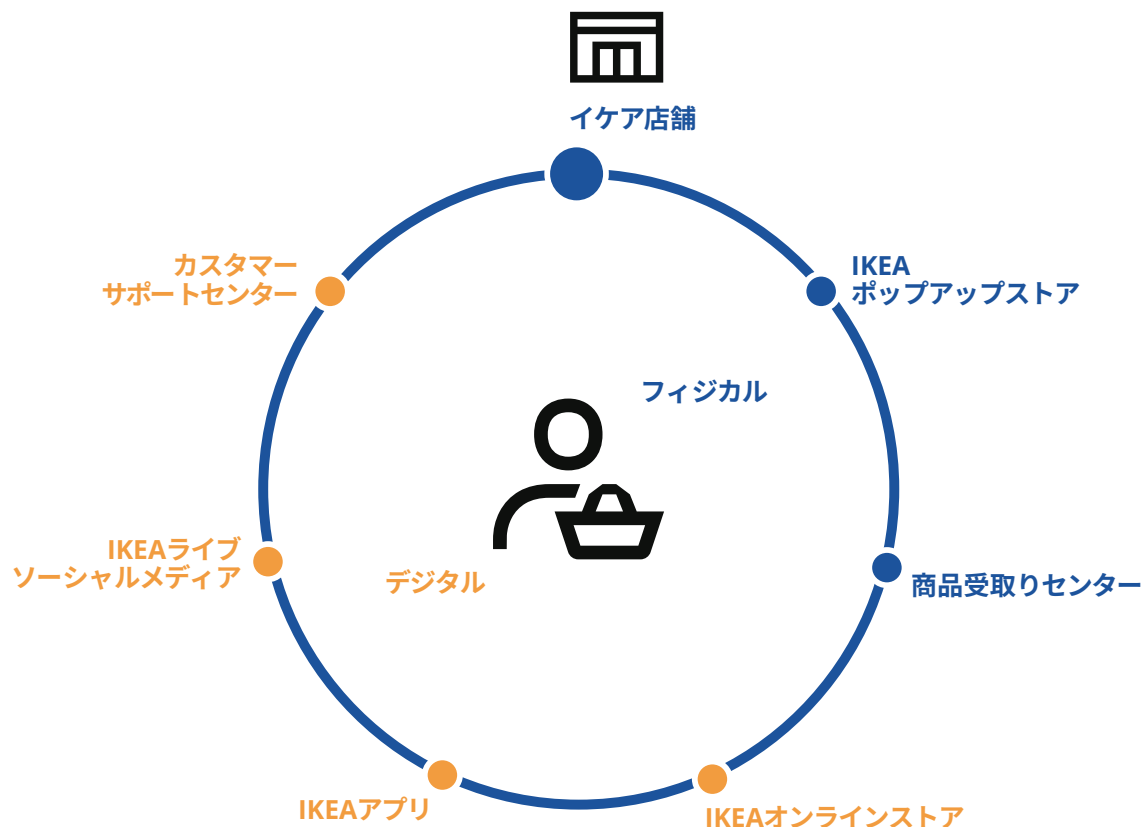 イケア店舗
カスタマー
サポートセンター
IKEA
ポップアップストア
フィジカル
IKEAライブ
ソーシャルメディア
デジタル
商品受取りセンター
IKEAアプリ
IKEAオンラインストア